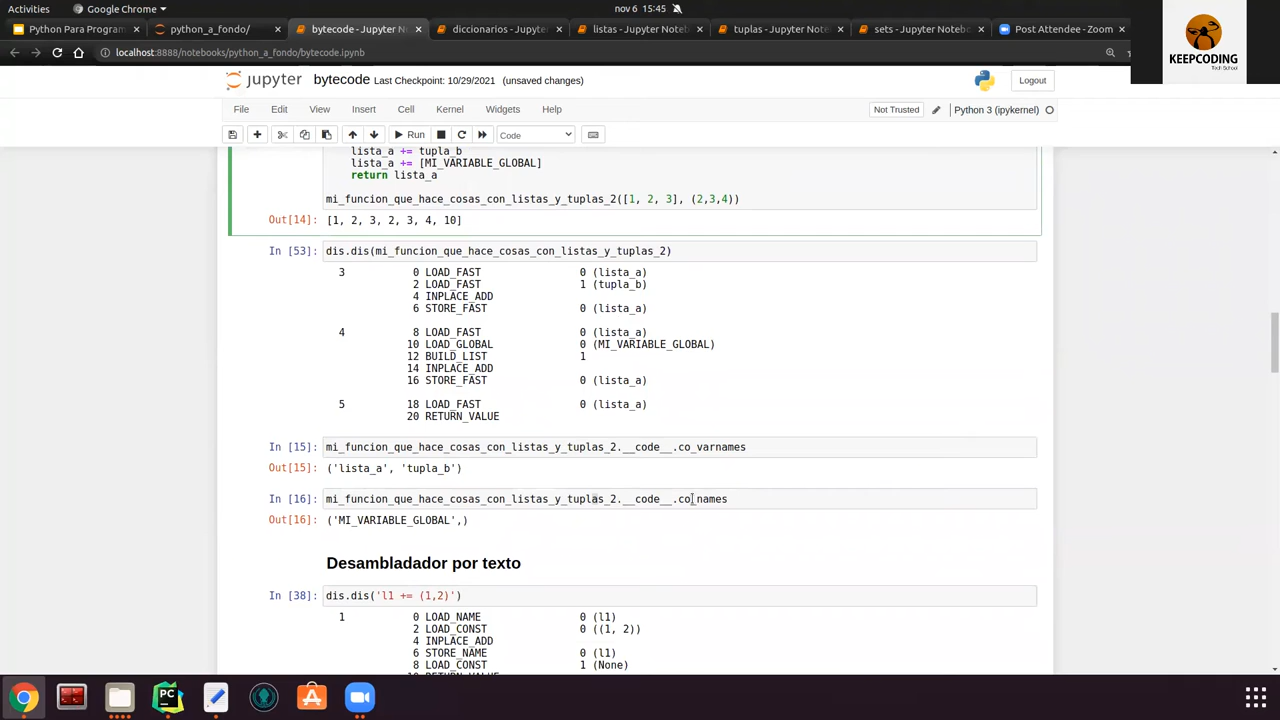 Activities
Google Chrome
nov 6 15:45
Python Para Program
python_a_fondo/
bytecode - Jupyter N
diccionarios - Jupyter
listas - Jupyter Noteb
tuplas - Jupyter Note
sets - Jupyter Notebo
Post Attendee - Zoom
localhost:8888/notebooks/python_a_fondo/bytecode.ipynb
KEEPCODING
Tech School
jupyter bytecode Last Checkpoint: 10/29/2021 (unsaved changes)
Logout
File Edit View Insert Cell Kernel Widgets Help
Not Trusted
Python 3 (ipykernel)
Run
Code
lista_a += tupla_b
lista_a += [MI_VARIABLE_GLOBAL]
return lista_a
mi_funcion_que_hace_cosas_con_listas_y_tuplas_2([1, 2, 3], (2,3,4))
Out[14]: [1, 2, 3, 2, 3, 4, 10]
In [53]: dis.dis(mi_funcion_que_hace_cosas_con_listas_y_tuplas_2)
3 0 LOAD_FAST 0 (lista_a)
2 LOAD_FAST 1 (tupla_b)
4 INPLACE_ADD
6 STORE_FAST 0 (lista_a)
4 8 LOAD_FAST 0 (lista_a)
10 LOAD_GLOBAL 0 (MI_VARIABLE_GLOBAL)
12 BUILD_LIST 1
14 INPLACE_ADD
16 STORE_FAST 0 (lista_a)
5 18 LOAD_FAST 0 (lista_a)
20 RETURN_VALUE
In [15]: mi_funcion_que_hace_cosas_con_listas_y_tuplas_2.__code__.co_varnames
Out[15]: ('lista_a', 'tupla_b')
In [16]: mi_funcion_que_hace_cosas_con_listas_y_tuplas_2.__code__.co_names
Out[16]: ('MI_VARIABLE_GLOBAL',)
Desambladador por texto
In [38]: dis.dis('l1 += (1,2)')
1 0 LOAD_NAME 0 (l1)
2 LOAD_CONST 0 ((1, 2))
4 INPLACE_ADD
6 STORE_NAME 0 (l1)
8 LOAD_CONST 1 (None)